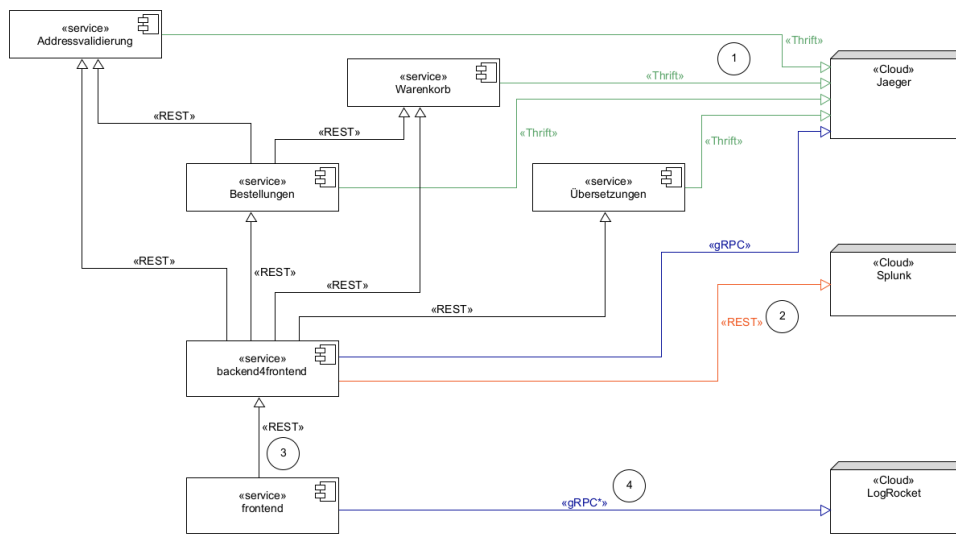 «service»
Addressvalidierung
«Thrift»
1
«Cloud»
Jaeger
«service»
Warenkorb
«Thrift»
«REST»
«REST»
«Thrift»
«Thrift»
«service»
Bestellungen
«service»
Übersetzungen
«gRPC»
«Cloud»
Splunk
«REST»
«REST»
«REST»
«REST»
«REST»
2
«service»
backend4frontend
«REST»
3
«service»
frontend
«gRPC*»
4
«Cloud»
LogRocket